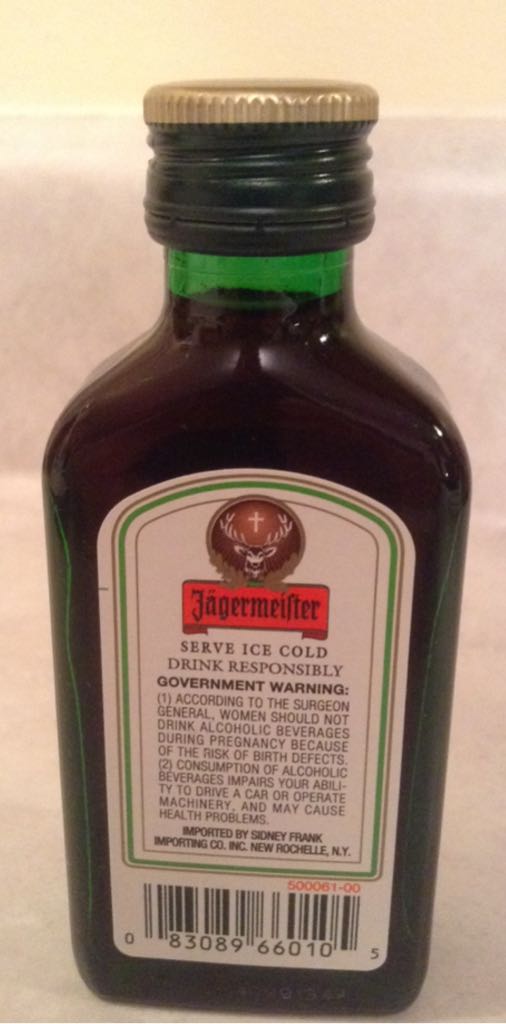 Jägermeiſter
SERVE ICE COLD
DRINK RESPONSIBLY
GOVERNMENT WARNING:
(1) ACCORDING TO THE SURGEON
GENERAL, WOMEN SHOULD NOT
DRINK ALCOHOLIC BEVERAGES
DURING PREGNANCY BECAUSE
OF THE RISK OF BIRTH DEFECTS.
(2) CONSUMPTION OF ALCOHOLIC
BEVERAGES IMPAIRS YOUR ABILI-
TY TO DRIVE A CAR OR OPERATE
MACHINERY, AND MAY CAUSE
HEALTH PROBLEMS.
IMPORTED BY SIDNEY FRANK
IMPORTING CO. INC. NEW ROCHELLE, N.Y.
500061-00
0 83089 66010 5